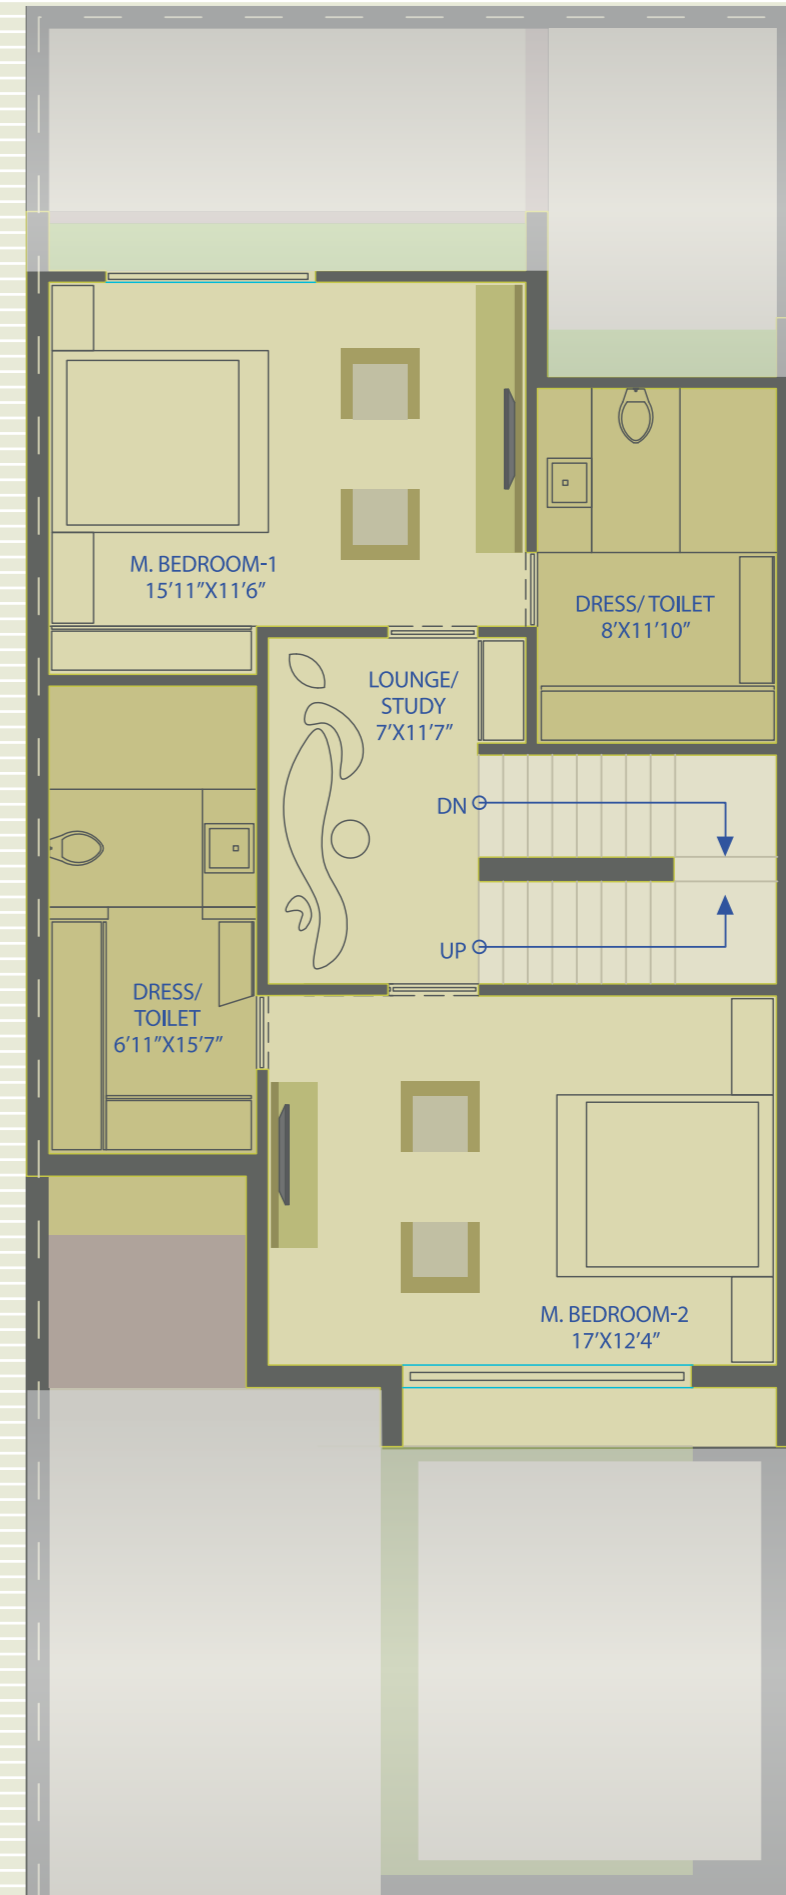 M. BEDROOM-1
15’11”X11’6”
DRESS/ TOILET
8’X11’10”
LOUNGE/
STUDY
7’X11’7”
DN
UP
DRESS/
TOILET
6’11”X15’7”
M. BEDROOM-2
17’X12’4”